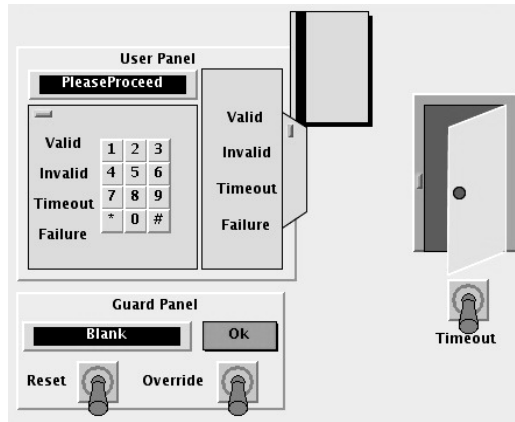 User Panel
PleaseProceed
Valid
Invalid
Timeout
Failure
1 2 3
4 5 6
7 8 9
* 0 #
Valid
Invalid
Timeout
Failure
Guard Panel
Blank
Ok
Reset
Override
Timeout